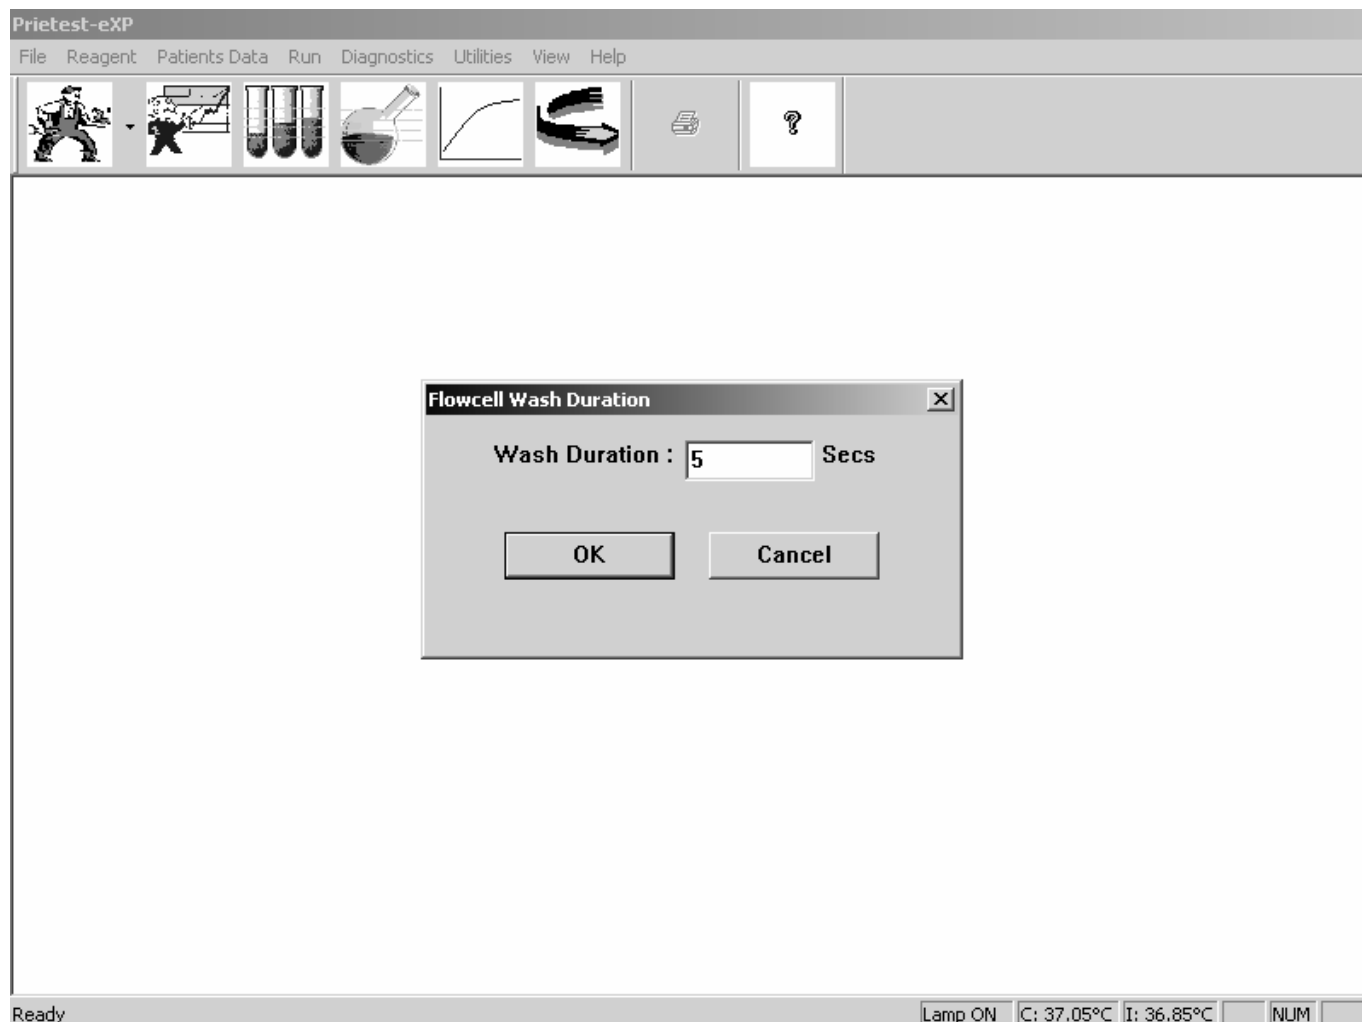 Prietest-eXP
File Reagent Patients Data Run Diagnostics Utilities View Help
?
Flowcell Wash Duration
Wash Duration : 5 Secs
OK Cancel
Ready Lamp ON C: 37.05°C I: 36.85°C NUM